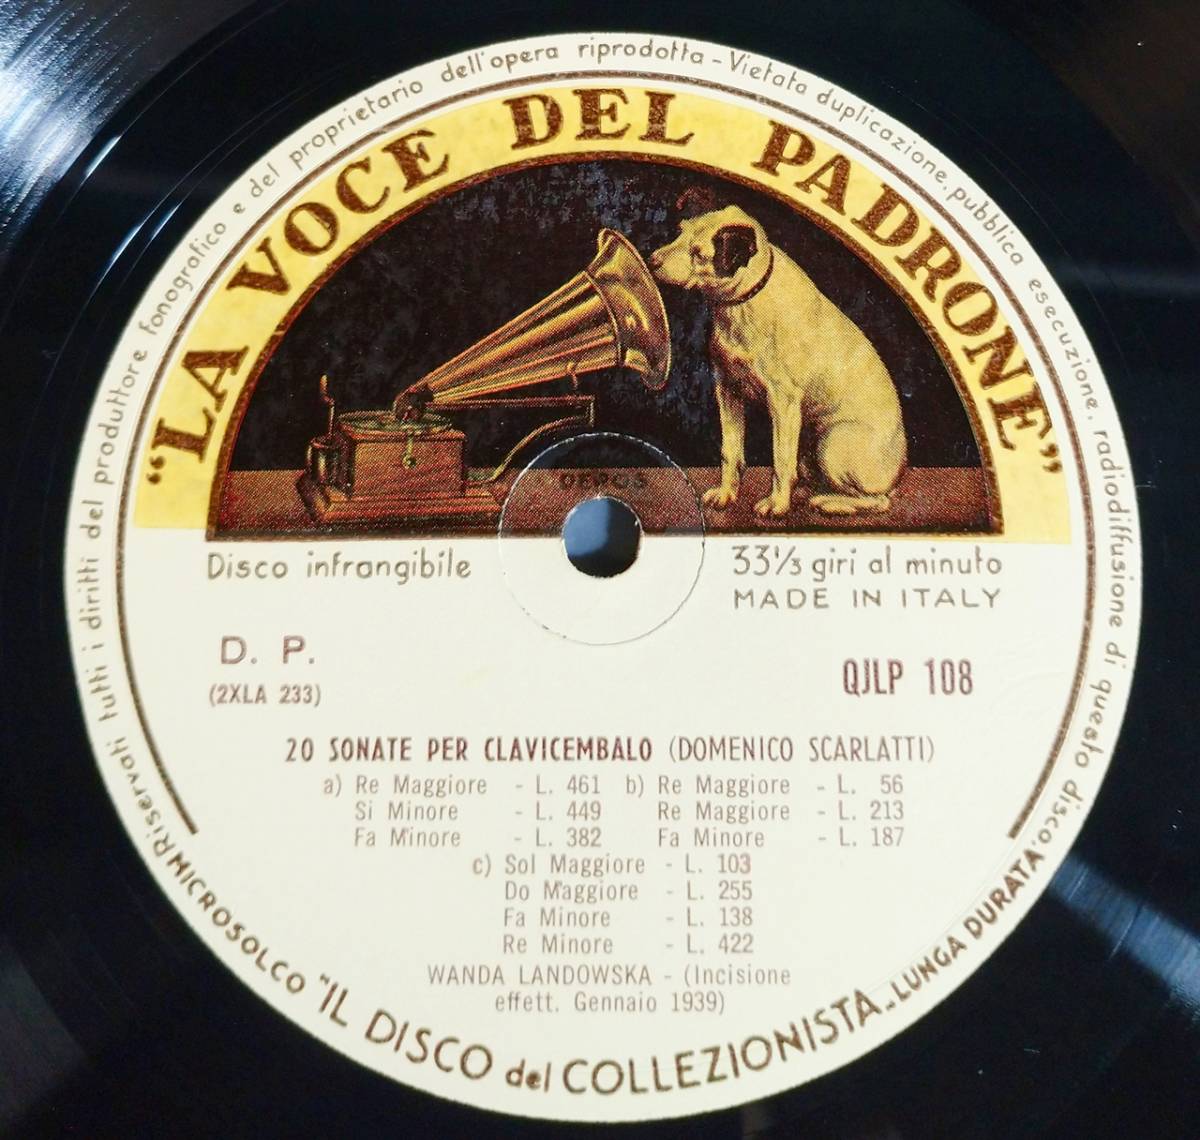 Riservati tutti i diritti del produttore fonografico e del proprietario dell'opera riprodotta - Vietata duplicazione, pubblica esecuzione, radiodiffusione di questo disco.
"LA VOCE DEL PADRONE"
DEPOS
Disco infrangibile
33⅓ giri al minuto
MADE IN ITALY
D. P.
(2XLA 233)
QJLP 108
20 SONATE PER CLAVICEMBALO (DOMENICO SCARLATTI)
a) Re Maggiore - L. 461 b) Re Maggiore - L. 56
Si Minore - L. 449 Re Maggiore - L. 213
Fa Minore - L. 382 Fa Minore - L. 187
c) Sol Maggiore - L. 103
Do Maggiore - L. 255
Fa Minore - L. 138
Re Minore - L. 422
WANDA LANDOWSKA - (Incisione
effett. Gennaio 1939)
MICROSOLCO "IL DISCO del COLLEZIONISTA" LUNGA DURATA